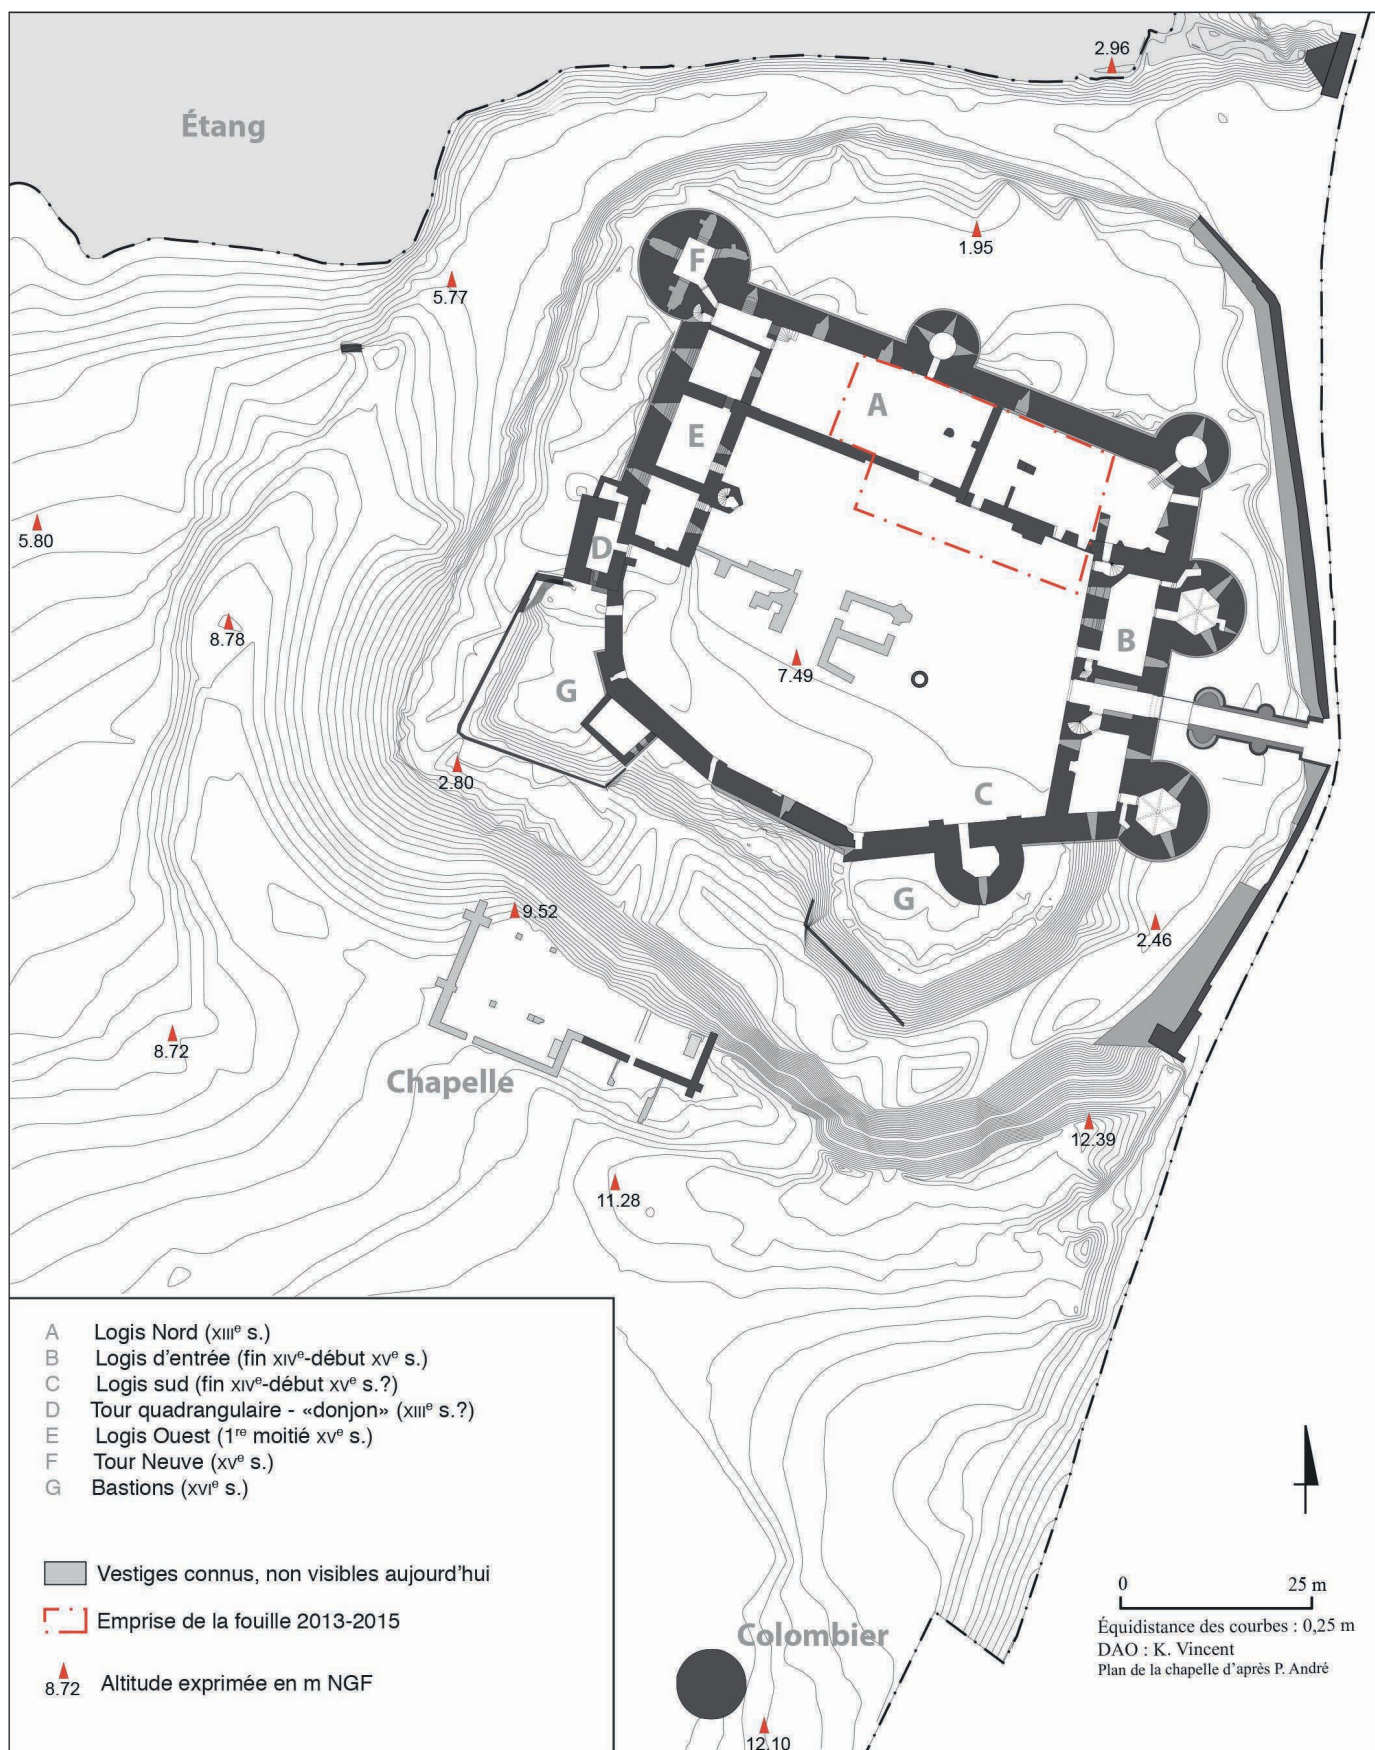 2.96
Étang
1.95
F
5.77
A
E
5.80
D
8.78
B
7.49
G
2.80
C
G
9.52
2.46
8.72
Chapelle
12.39
11.28
A Logis Nord (XIIIe s.)
B Logis d'entrée (fin XIVe-début XVe s.)
C Logis sud (fin XIVe-début XVe s.?)
D Tour quadrangulaire - «donjon» (XIIIe s.?)
E Logis Ouest (1re moitié XVe s.)
F Tour Neuve (XVe s.)
G Bastions (XVIe s.)
Vestiges connus, non visibles aujourd'hui
Emprise de la fouille 2013-2015
8.72 Altitude exprimée en m NGF
0 25 m
Équidistance des courbes : 0,25 m
DAO : K. Vincent
Plan de la chapelle d'après P. André
Colombier
12.10